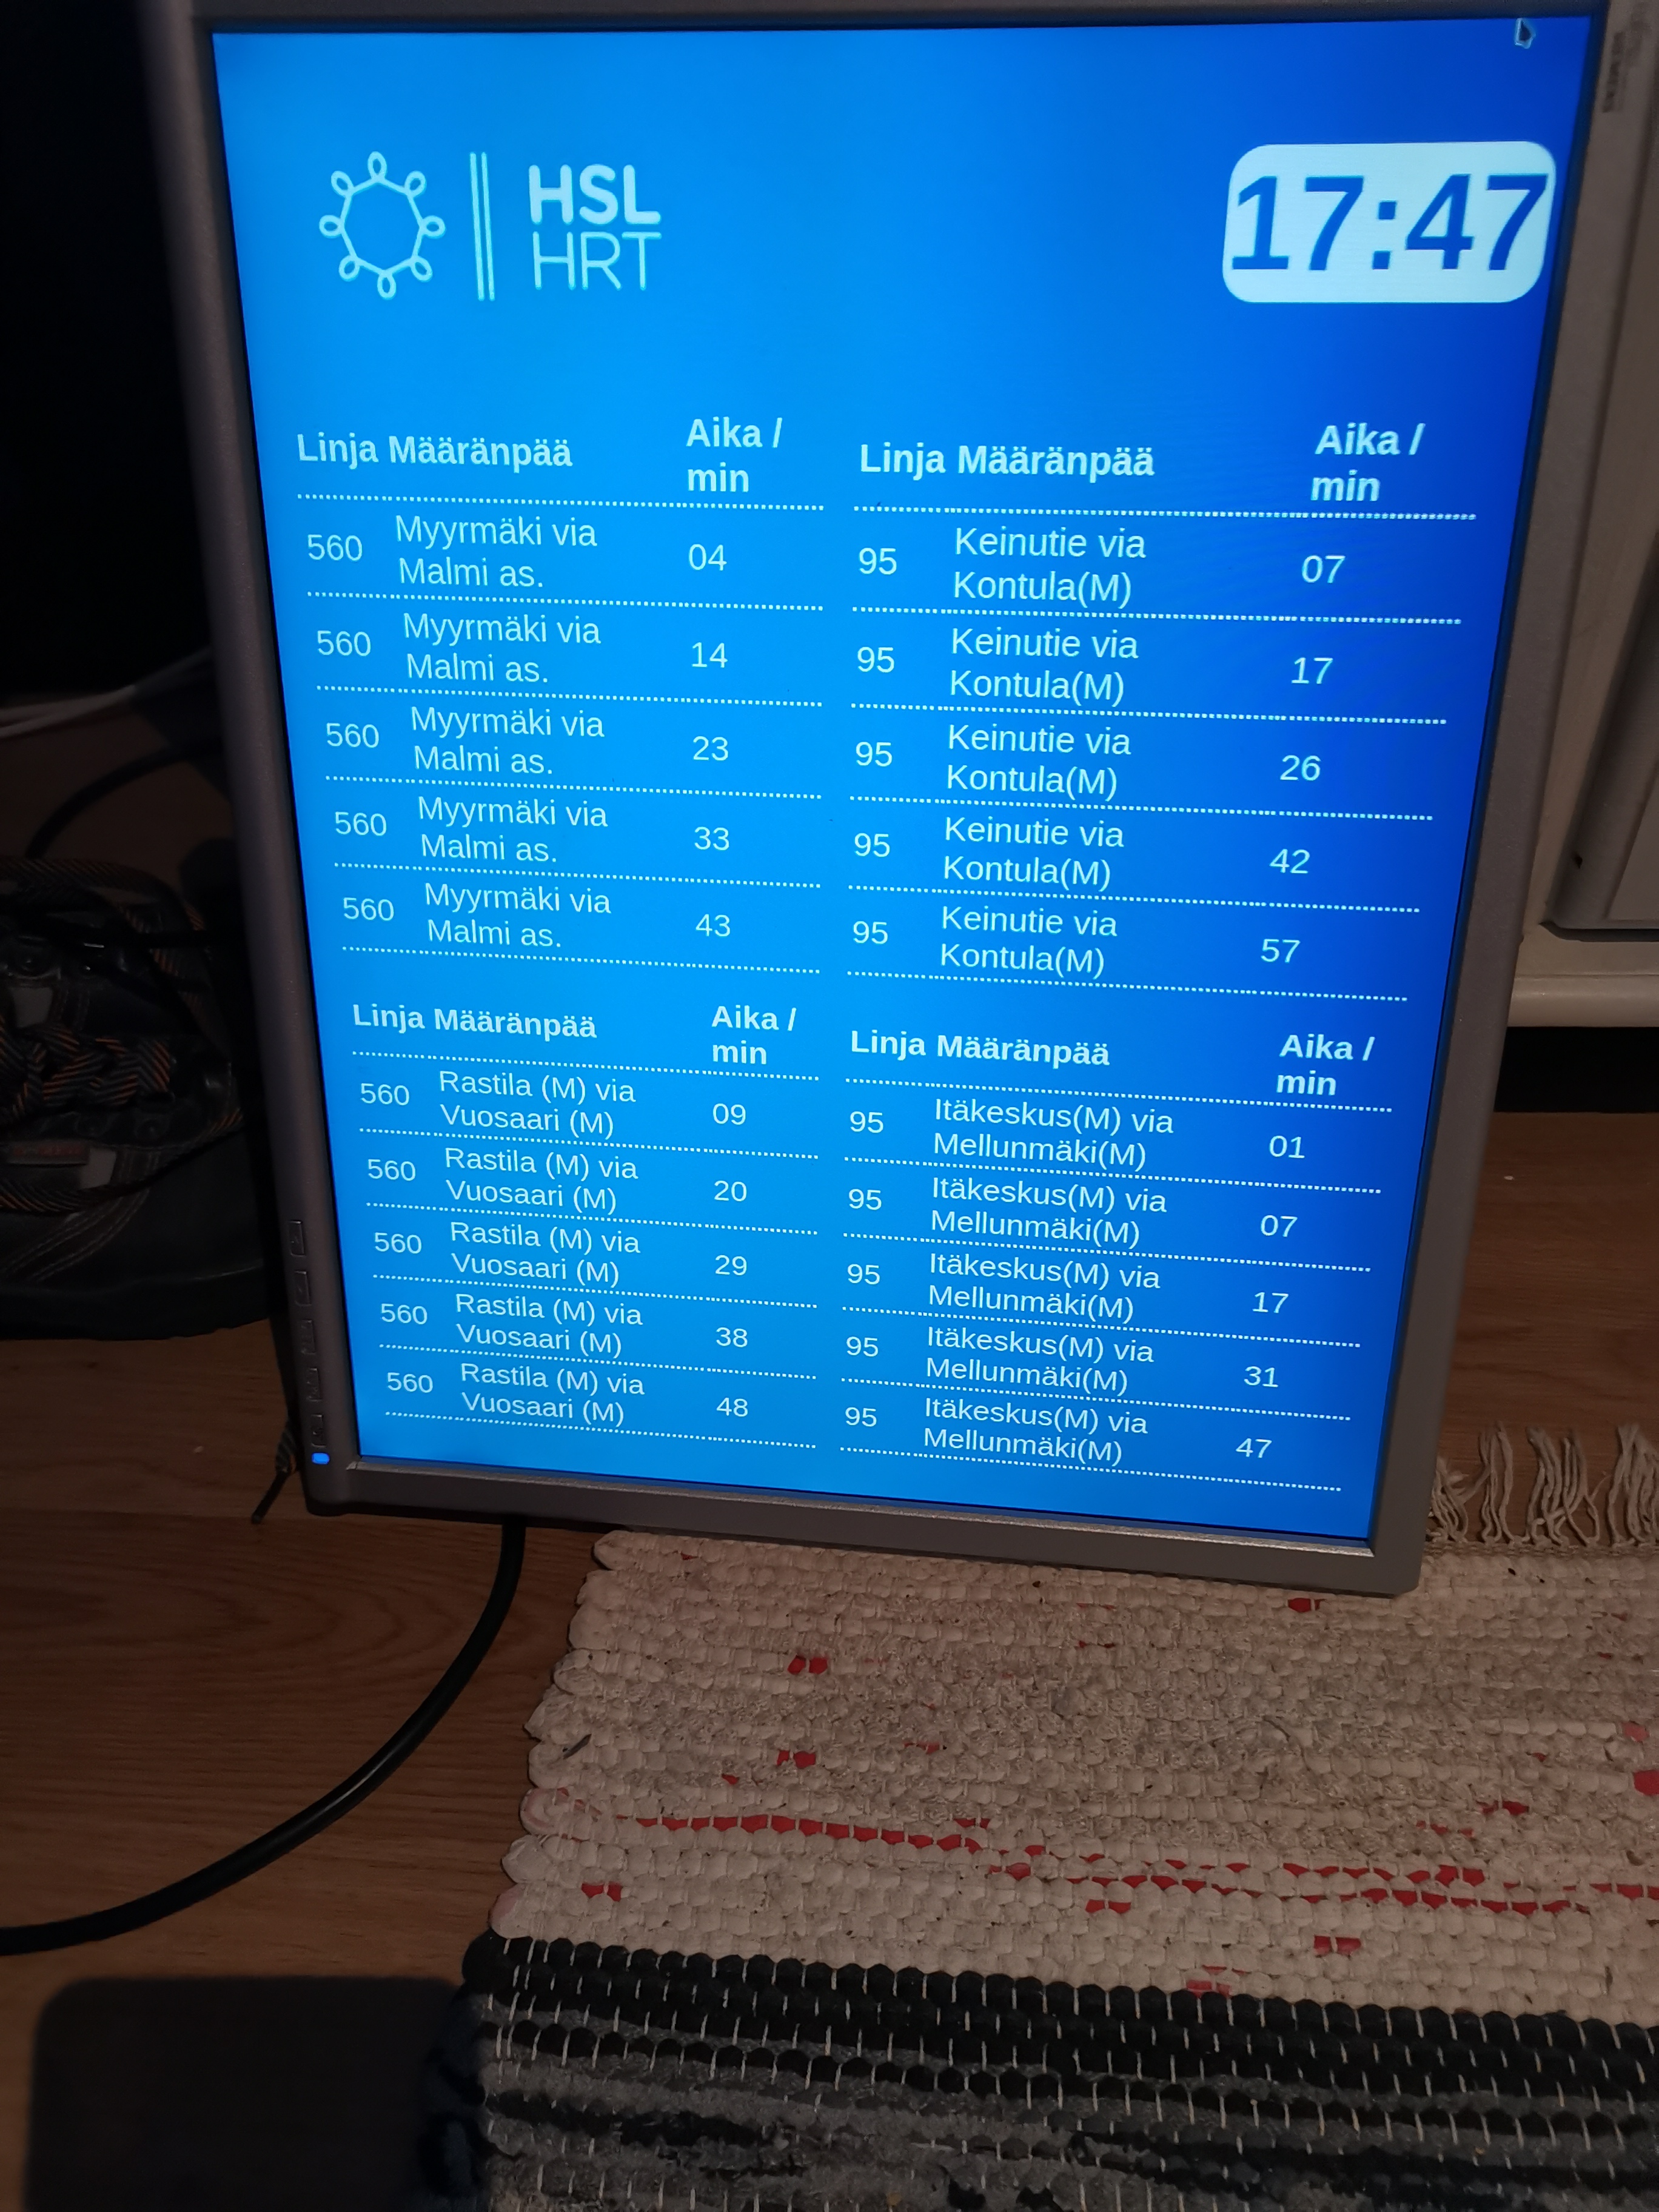 HSL
HRT
17:47
Linja Määränpää Aika /
min
560 Myyrmäki via
Malmi as. 04
560 Myyrmäki via
Malmi as. 14
560 Myyrmäki via
Malmi as. 23
560 Myyrmäki via
Malmi as. 33
560 Myyrmäki via
Malmi as. 43
Linja Määränpää Aika /
min
95 Keinutie via
Kontula(M) 07
95 Keinutie via
Kontula(M) 17
95 Keinutie via
Kontula(M) 26
95 Keinutie via
Kontula(M) 42
95 Keinutie via
Kontula(M) 57
Linja Määränpää Aika /
min
560 Rastila (M) via
Vuosaari (M) 09
560 Rastila (M) via
Vuosaari (M) 20
560 Rastila (M) via
Vuosaari (M) 29
560 Rastila (M) via
Vuosaari (M) 38
560 Rastila (M) via
Vuosaari (M) 48
Linja Määränpää Aika /
min
95 Itäkeskus(M) via
Mellunmäki(M) 01
95 Itäkeskus(M) via
Mellunmäki(M) 07
95 Itäkeskus(M) via
Mellunmäki(M) 17
95 Itäkeskus(M) via
Mellunmäki(M) 31
95 Itäkeskus(M) via
Mellunmäki(M) 47